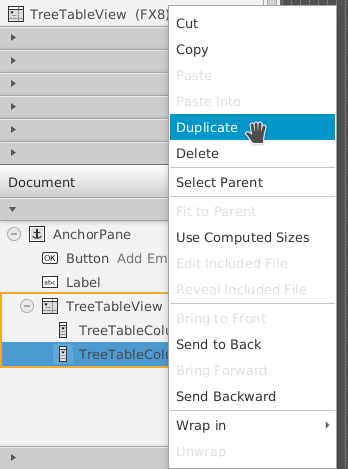 TreeTableView (FX8)
Document
AnchorPane
OK Button Add Em
abc Label
TreeTableView
TreeTableColu
TreeTableColu
Cut
Copy
Paste
Paste Into
Duplicate
Delete
Select Parent
Fit to Parent
Use Computed Sizes
Edit Included File
Reveal Included File
Bring to Front
Send to Back
Bring Forward
Send Backward
Wrap in
Unwrap